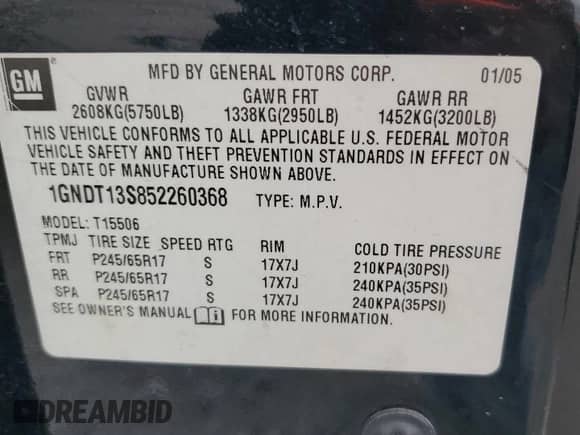 GM
MFD BY GENERAL MOTORS CORP. 01/05
GVWR GAWR FRT GAWR RR
2608KG(5750LB) 1338KG(2950LB) 1452KG(3200LB)
THIS VEHICLE CONFORMS TO ALL APPLICABLE U.S. FEDERAL MOTOR
VEHICLE SAFETY AND THEFT PREVENTION STANDARDS IN EFFECT ON
THE DATE OF MANUFACTURE SHOWN ABOVE.
1GNDT13S852260368 TYPE: M.P.V.
MODEL: T15506
TPMJ TIRE SIZE SPEED RTG RIM COLD TIRE PRESSURE
FRT P245/65R17 S 17X7J 210KPA(30PSI)
RR P245/65R17 S 17X7J 240KPA(35PSI)
SPA P245/65R17 S 17X7J 240KPA(35PSI)
SEE OWNER'S MANUAL FOR MORE INFORMATION.
DREAMBID